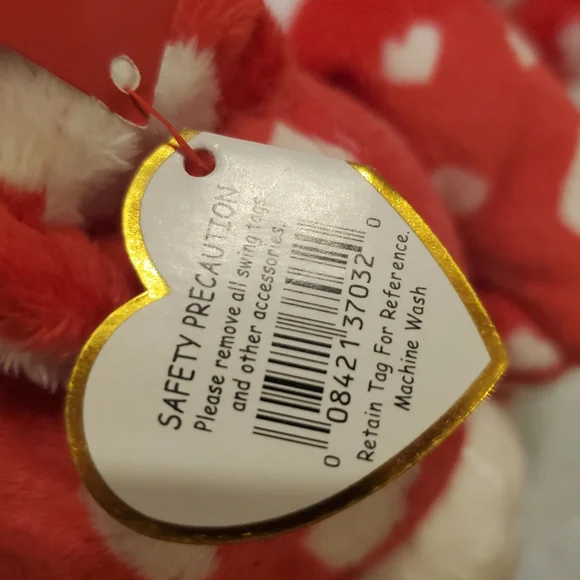 SAFETY PRECAUTION
Please remove all swing tags
and other accessories.
0 08421 37032 0
Retain Tag For Reference.
Machine Wash